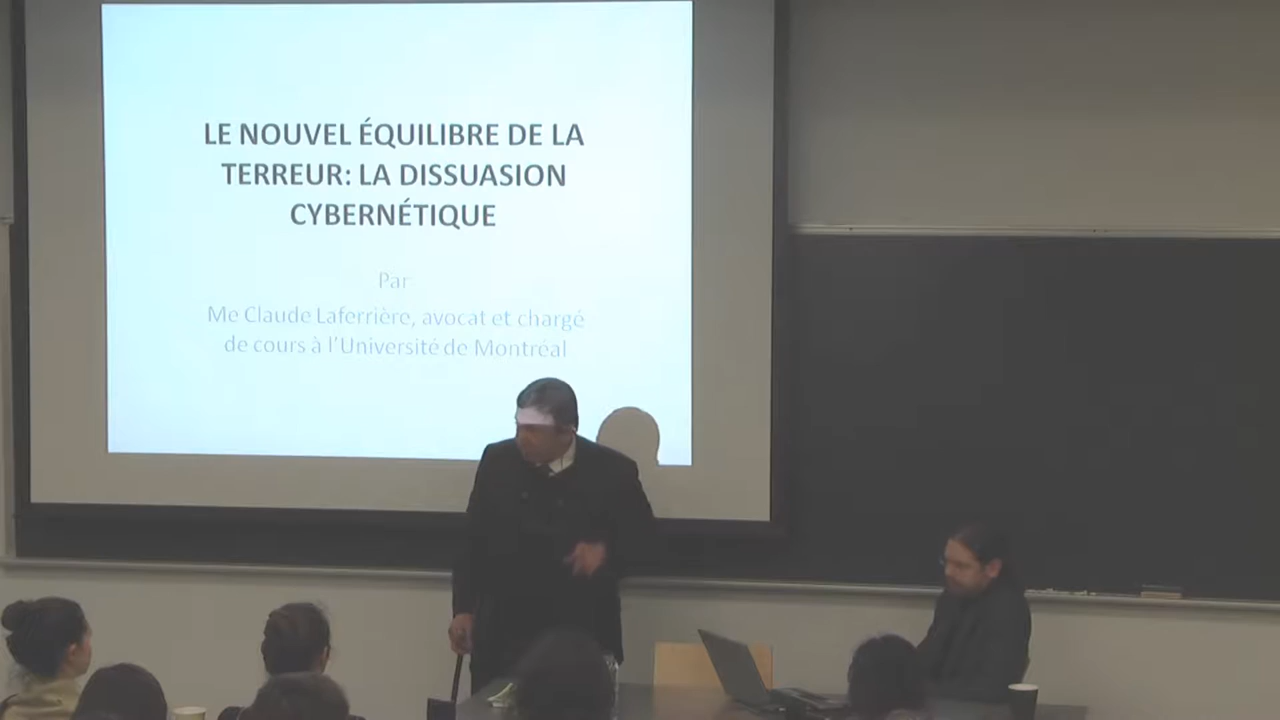 LE NOUVEL ÉQUILIBRE DE LA
TERREUR: LA DISSUASION
CYBERNÉTIQUE
Par
Me Claude Laferrière, avocat et chargé
de cours à l'Université de Montréal